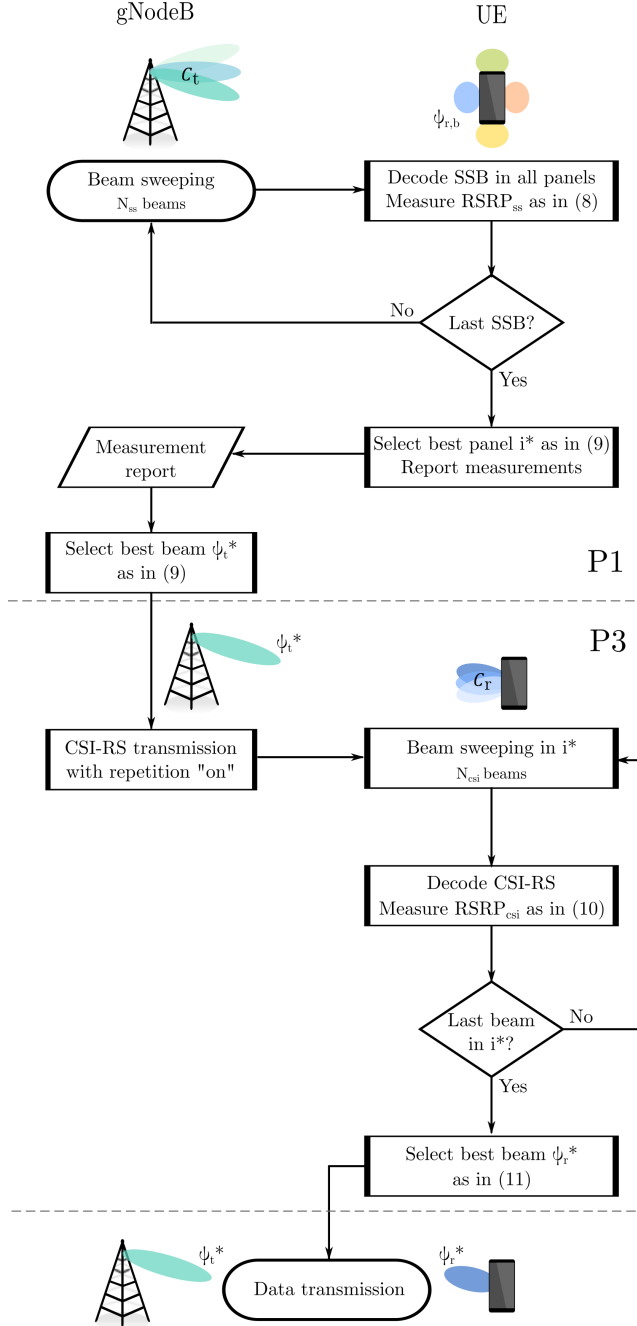 gNodeB
UE
C_t
ψ_r,b
Beam sweeping
N_ss beams
Decode SSB in all panels
Measure RSRP_ss as in (8)
No
Last SSB?
Yes
Measurement
report
Select best panel i* as in (9)
Report measurements
Select best beam ψ_t*
as in (9)
P1
P3
ψ_t*
C_r
CSI-RS transmission
with repetition "on"
Beam sweeping in i*
N_csi beams
Decode CSI-RS
Measure RSRP_csi as in (10)
Last beam
in i*?
No
Yes
Select best beam ψ_r*
as in (11)
ψ_t*
Data transmission
ψ_r*